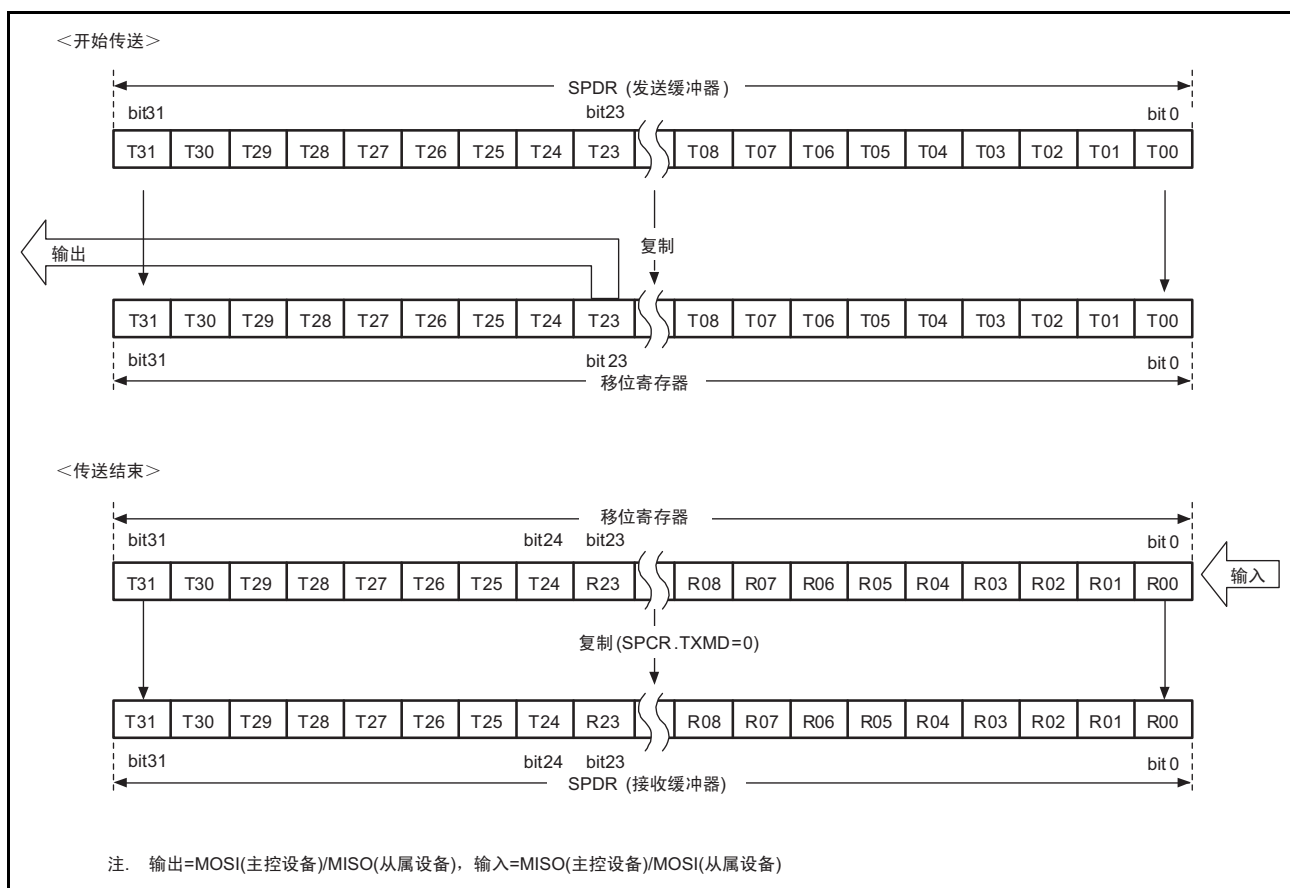 ＜开始传送＞
SPDR (发送缓冲器)
bit31 bit23 bit 0
T31 T30 T29 T28 T27 T26 T25 T24 T23 T08 T07 T06 T05 T04 T03 T02 T01 T00
输出 复制
T31 T30 T29 T28 T27 T26 T25 T24 T23 T08 T07 T06 T05 T04 T03 T02 T01 T00
bit31 bit 23 bit 0
移位寄存器
＜传送结束＞
移位寄存器
bit31 bit24 bit23 bit 0
T31 T30 T29 T28 T27 T26 T25 T24 R23 R08 R07 R06 R05 R04 R03 R02 R01 R00 输入
复制(SPCR.TXMD=0)
T31 T30 T29 T28 T27 T26 T25 T24 R23 R08 R07 R06 R05 R04 R03 R02 R01 R00
bit31 bit24 bit23 bit 0
SPDR (接收缓冲器)
注. 输出=MOSI(主控设备)/MISO(从属设备)，输入=MISO(主控设备)/MOSI(从属设备)